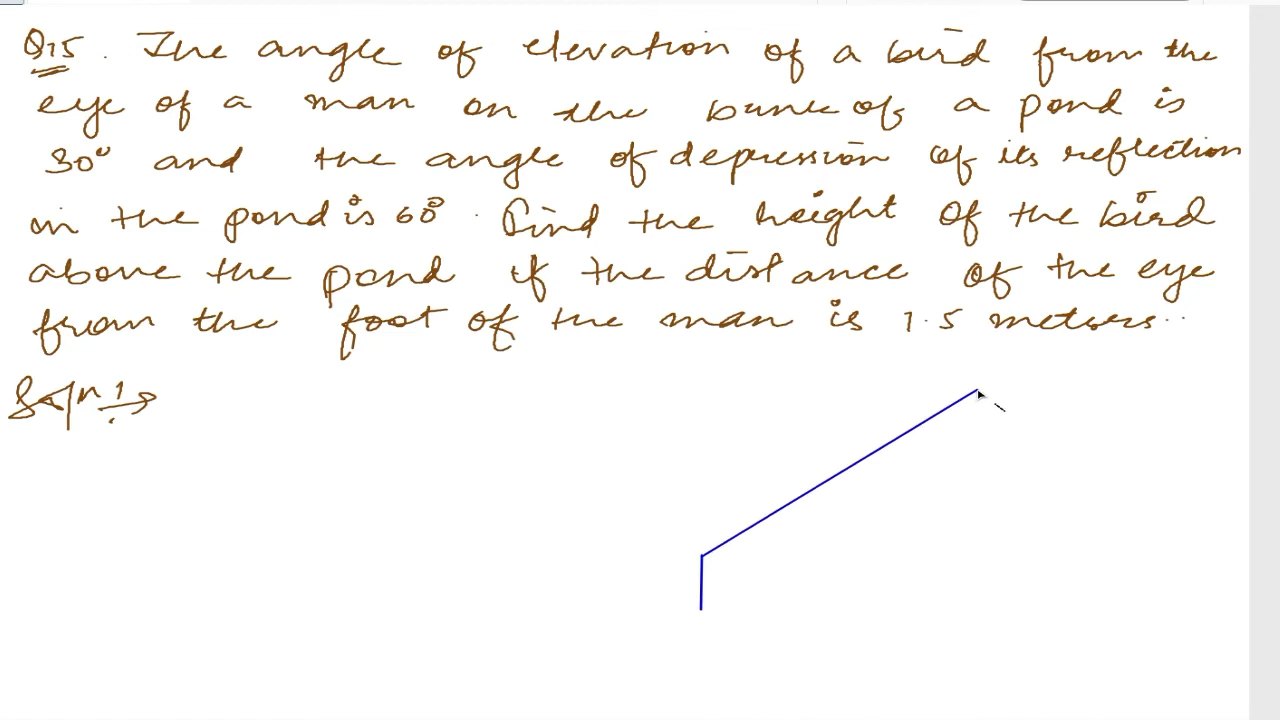 Q15. The angle of elevation of a bird from the
eye of a man on the bank of a pond is
30° and the angle of depression of its reflection
in the pond is 60°. Find the height of the bird
above the pond if the distance of the eye
from the foot of the man is 1.5 meters..
Soln:→